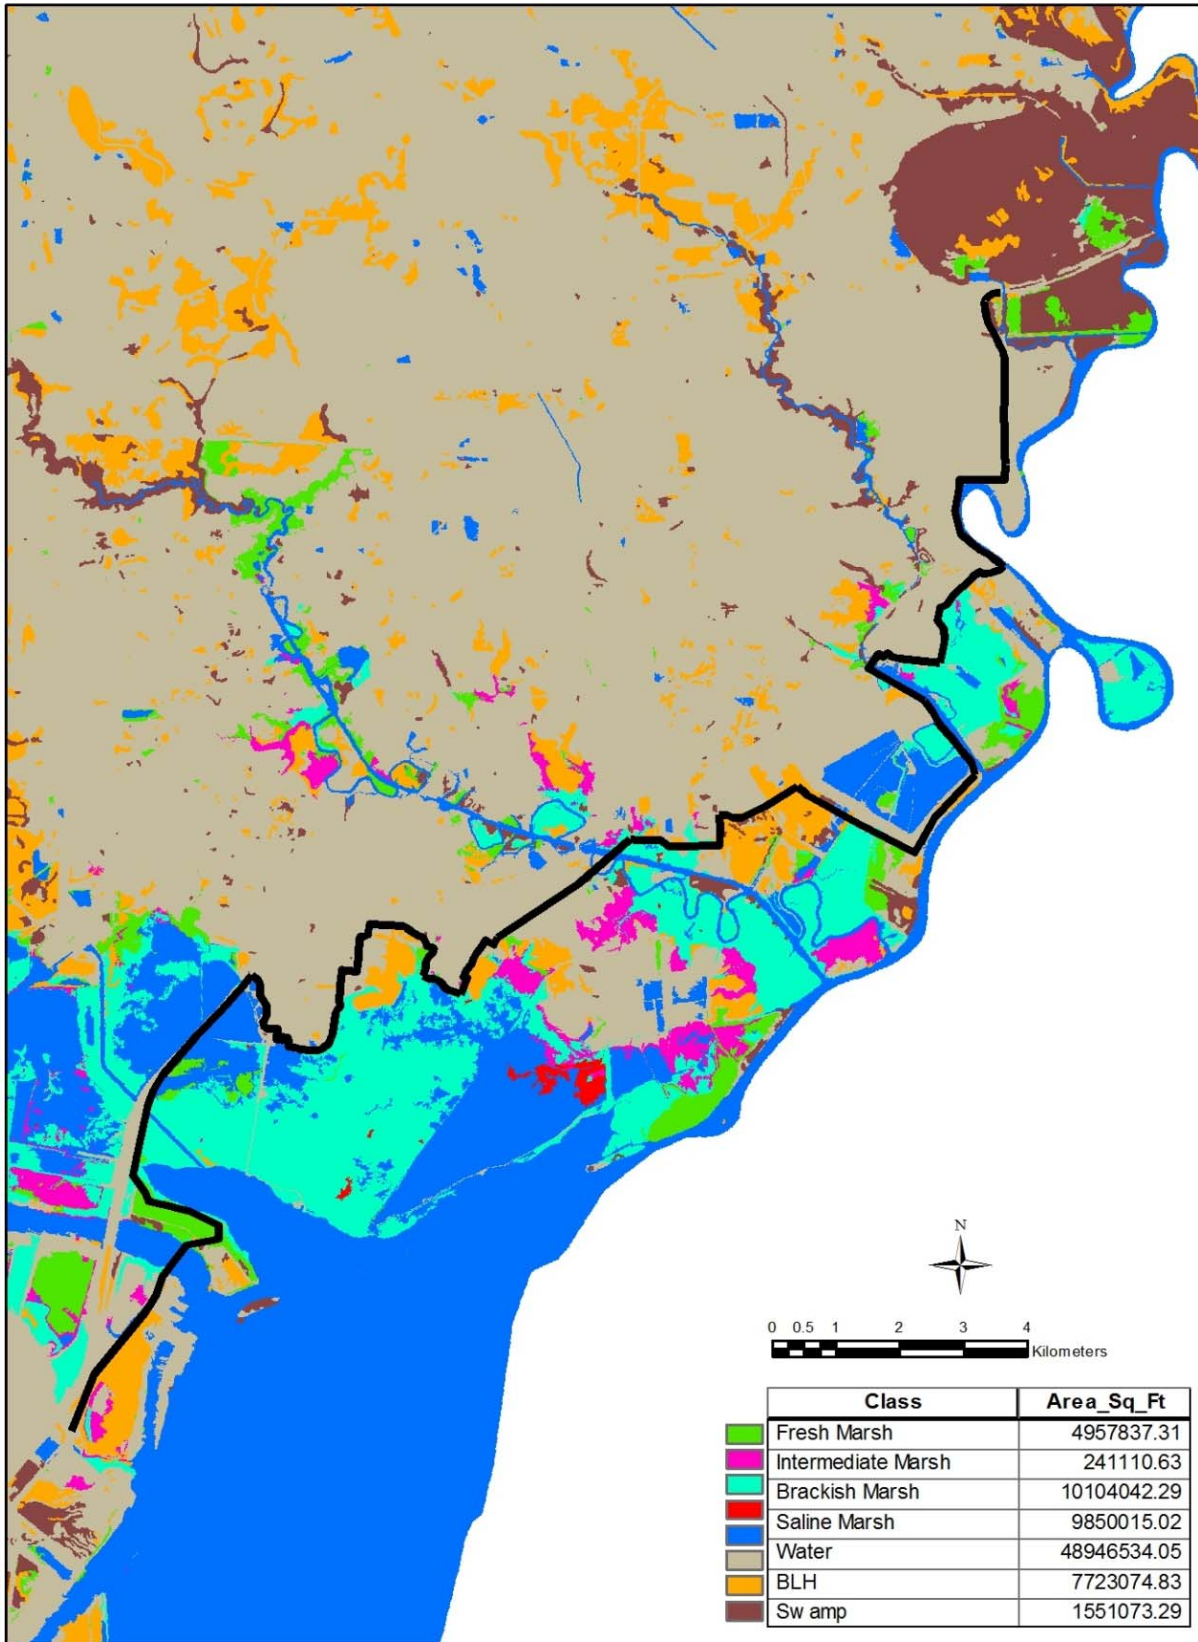 N
0 0.5 1 2 3 4
Kilometers
Class Area_Sq_Ft
Fresh Marsh 4957837.31
Intermediate Marsh 241110.63
Brackish Marsh 10104042.29
Saline Marsh 9850015.02
Water 48946534.05
BLH 7723074.83
Sw amp 1551073.29